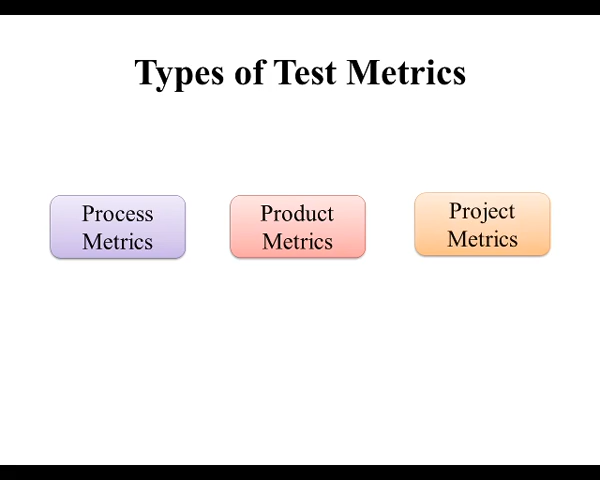 Types of Test Metrics
Process
Metrics
Product
Metrics
Project
Metrics